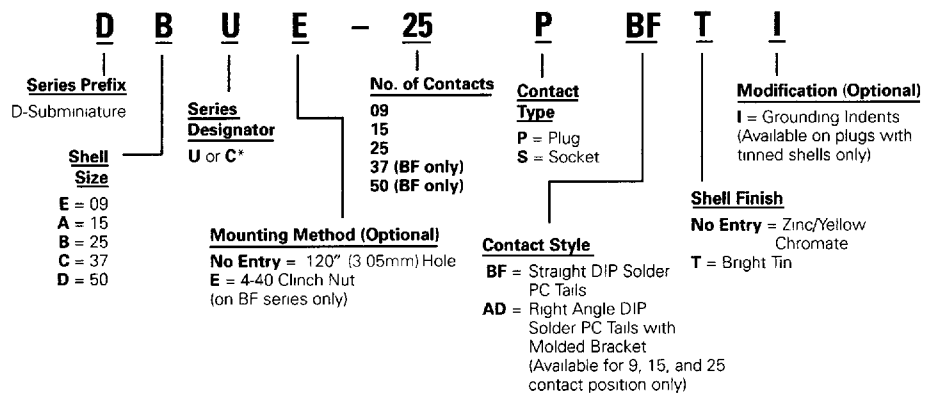 D B U E – 25 P BF T I
Series Prefix
D-Subminiature
Shell
Size
E = 09
A = 15
B = 25
C = 37
D = 50
Series
Designator
U or C*
Mounting Method (Optional)
No Entry = 120" (3 05mm) Hole
E = 4-40 Clinch Nut
(on BF series only)
No. of Contacts
09
15
25
37 (BF only)
50 (BF only)
Contact
Type
P = Plug
S = Socket
Contact Style
BF = Straight DIP Solder
PC Tails
AD = Right Angle DIP
Solder PC Tails with
Molded Bracket
(Available for 9, 15, and 25
contact position only)
Modification (Optional)
I = Grounding Indents
(Available on plugs with
tinned shells only)
Shell Finish
No Entry = Zinc/Yellow
Chromate
T = Bright Tin